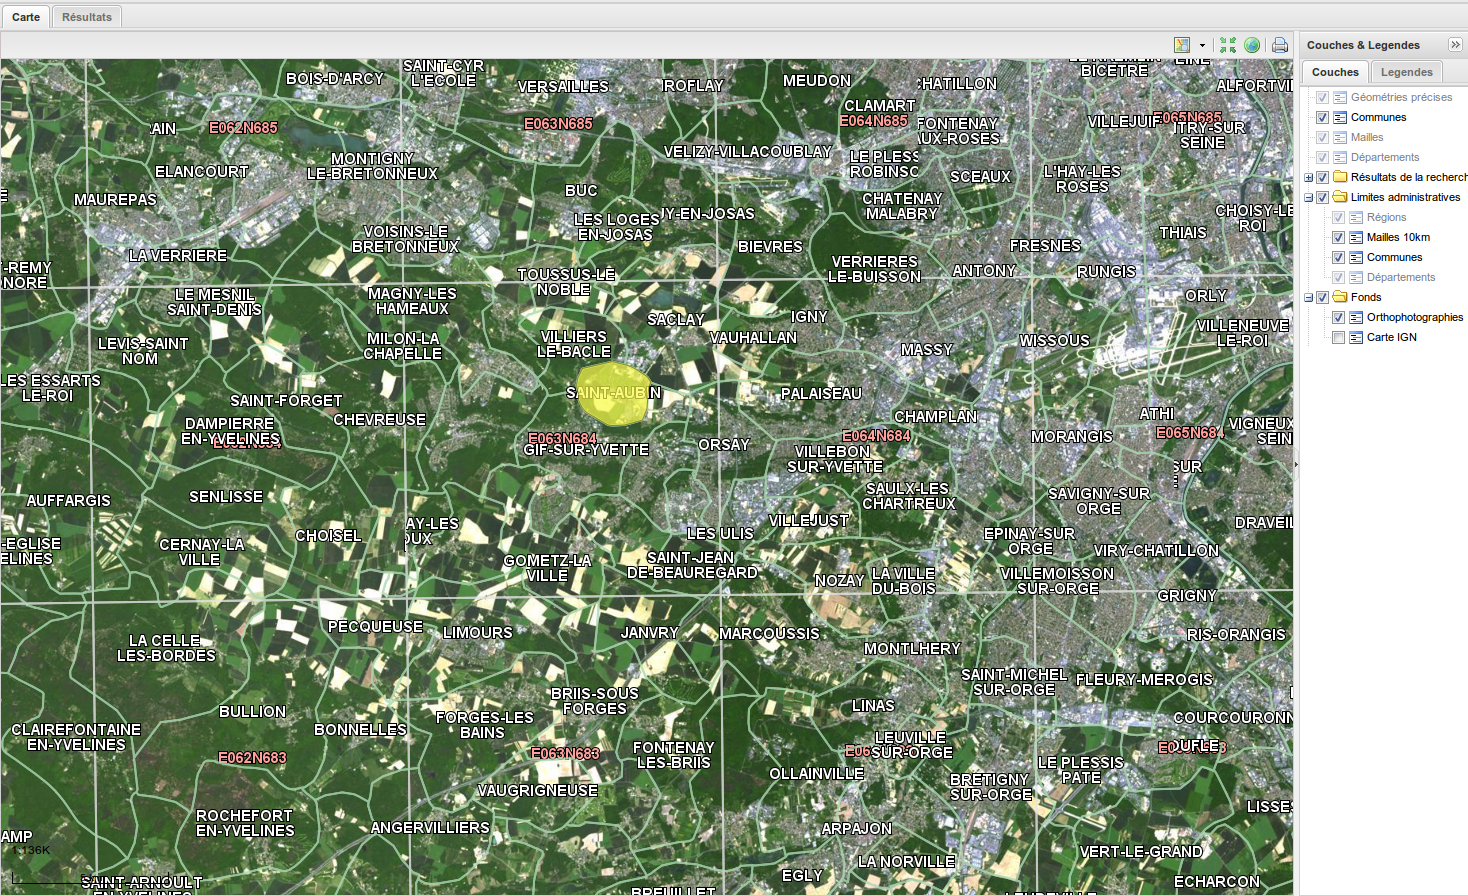 Carte
Résultats
Couches & Legendes
Couches
Legendes
Géométries précises
Communes
Mailles
Départements
Résultats de la recherch
Limites administratives
Régions
Mailles 10km
Communes
Départements
Fonds
Orthophotographies
Carte IGN
BOIS-D'ARCY
SAINT-CYR
L'ECOLE
VERSAILLES
MEUDON
BICETRE
ALFORTVI
CLAMART
E062N685
E063N685
E064N685
E065N685
FONTENAY
AUX-ROSES
VILLEJUIF
ITRY-SUR
SEINE
ELANCOURT
MONTIGNY
LE-BRETONNEUX
VELIZY-VILLACOUBLAY
LE PLESS
ROBINSO
SCEAUX
L'HAY-LES
ROSES
MAUREPAS
BUC
LES LOGES
EN-JOSAS
UY-EN-JOSAS
CHATENAY
MALABRY
CHOISY-LE
ROI
VOISINS-LE
BRETONNEUX
BIEVRES
FRESNES
THIAIS
LA VERRIERE
T-REMY
NORE
TOUSSUS-LE
NOBLE
VERRIERES
LE-BUISSON
ANTONY
RUNGIS
LE MESNIL
SAINT-DENIS
MAGNY-LES
HAMEAUX
ORLY
SACLAY
IGNY
VILLENEUVE
LE-ROI
LEVIS-SAINT
NOM
MILON-LA
CHAPELLE
VILLIERS
LE-BACLE
VAUHALLAN
MASSY
WISSOUS
LES ESSARTS
LE-ROI
SAINT-FORGET
SAINT-AUBIN
PALAISEAU
CHEVREUSE
CHAMPLAN
ATHI
DAMPIERRE
EN-YVELINES
E062N684
E063N684
GIF-SUR-YVETTE
ORSAY
E064N684
MORANGIS
E065N684
VIGNEUX
SEIN
VILLEBON
SUR-YVETTE
SUR
AUFFARGIS
SENLISSE
SAULX-LES
CHARTREUX
SAVIGNY-SUR
ORGE
VILLEJUST
DRAVEIL
CHOISEL
AY-LES
OUX
LES ULIS
EPINAY-SUR
ORGE
-EGLISE
ELINES
CERNAY-LA
VILLE
GOMETZ-LA
VILLE
SAINT-JEAN
DE-BEAUREGARD
VIRY-CHATILLON
NOZAY
LA VILLE
DU-BOIS
VILLEMOISSON
SUR-ORGE
GRIGNY
PECQUEUSE
LIMOURS
JANVRY
MARCOUSSIS
RIS-ORANGIS
LA CELLE
LES-BORDES
MONTLHERY
SAINT-MICHEL
SUR-ORGE
FLEURY-MEROGIS
BRIIS-SOUS
FORGES
BULLION
LINAS
COURCOURONN
CLAIREFONTAINE
EN-YVELINES
BONNELLES
FORGES-LES
BAINS
E062N683
E063N683
FONTENAY
LES-BRIIS
LEUVILLE
SUR-ORGE
OLLAINVILLE
LE PLESSIS
PATE
BRETIGNY
SUR-ORGE
VAUGRIGNEUSE
LISSES
ROCHEFORT
EN-YVELINES
ANGERVILLIERS
ARPAJON
AMP
VERT-LE-GRAND
LA NORVILLE
EGLY
SAINT-ARNOULT
EN-YVELINES
BREUILLET
ECHARCON